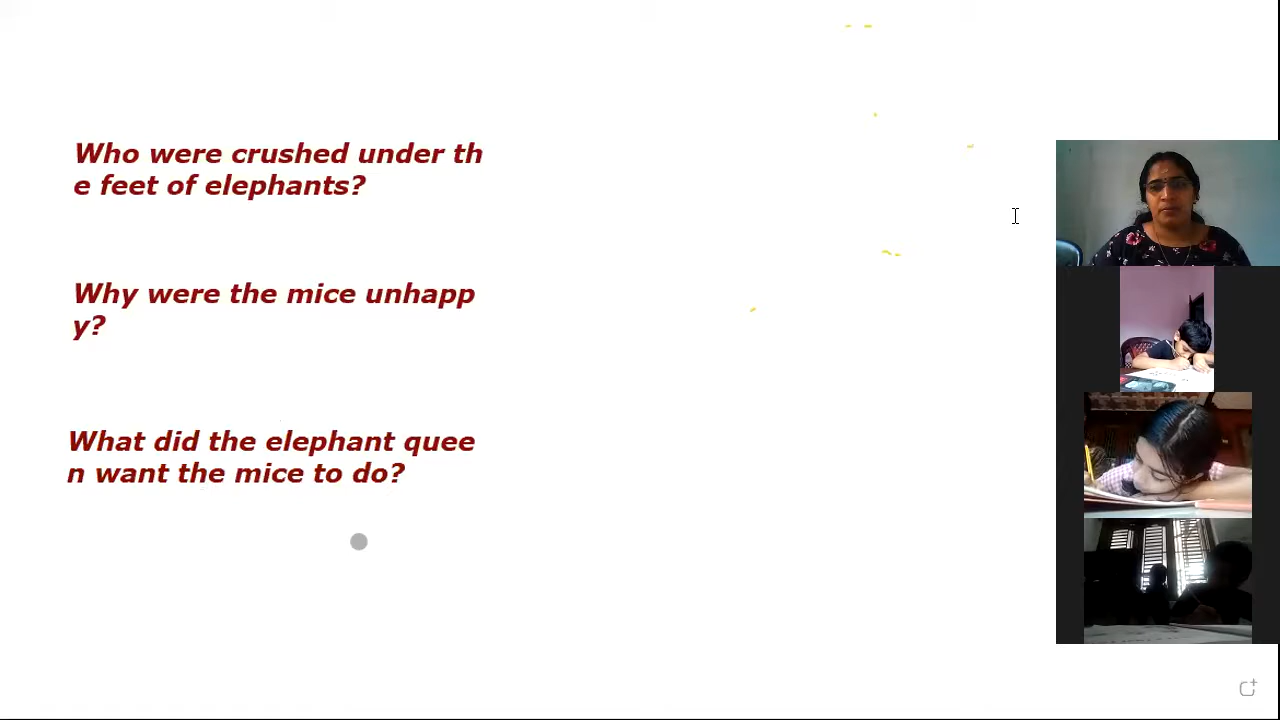 Who were crushed under th
e feet of elephants?
Why were the mice unhapp
y?
What did the elephant quee
n want the mice to do?